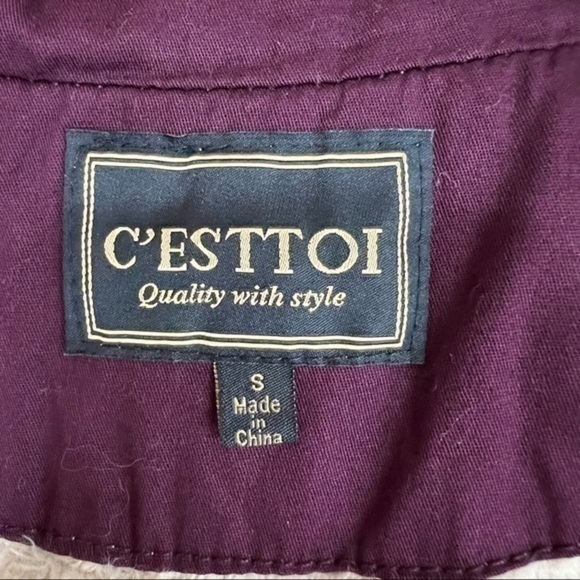 C'ESTTOI
Quality with style
S
Made
in
China